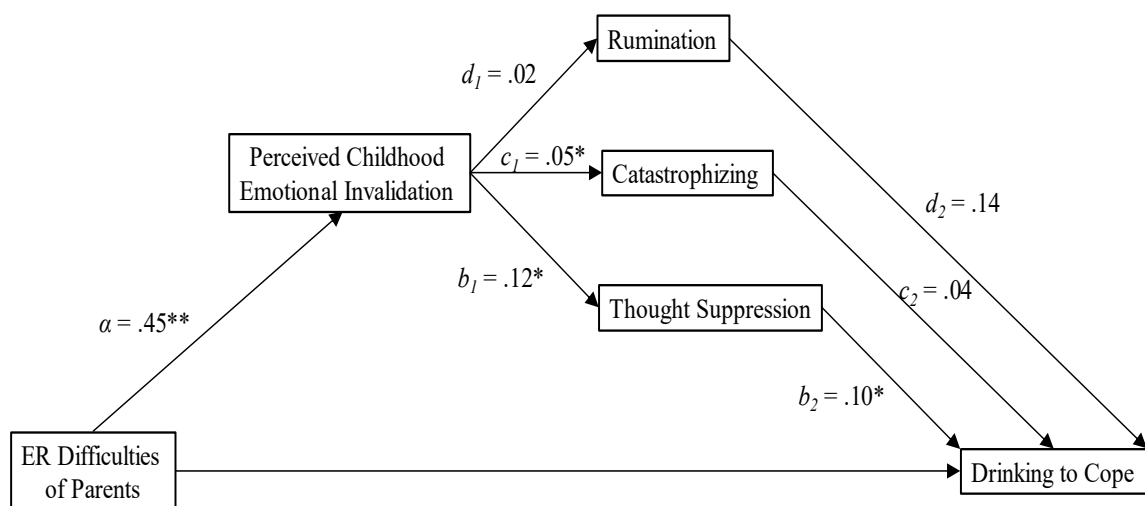 Rumination
d1 = .02
Perceived Childhood
Emotional Invalidation
c1 = .05*
Catastrophizing
d2 = .14
b1 = .12*
Thought Suppression
c2 = .04
α = .45**
b2 = .10*
ER Difficulties
of Parents
Drinking to Cope